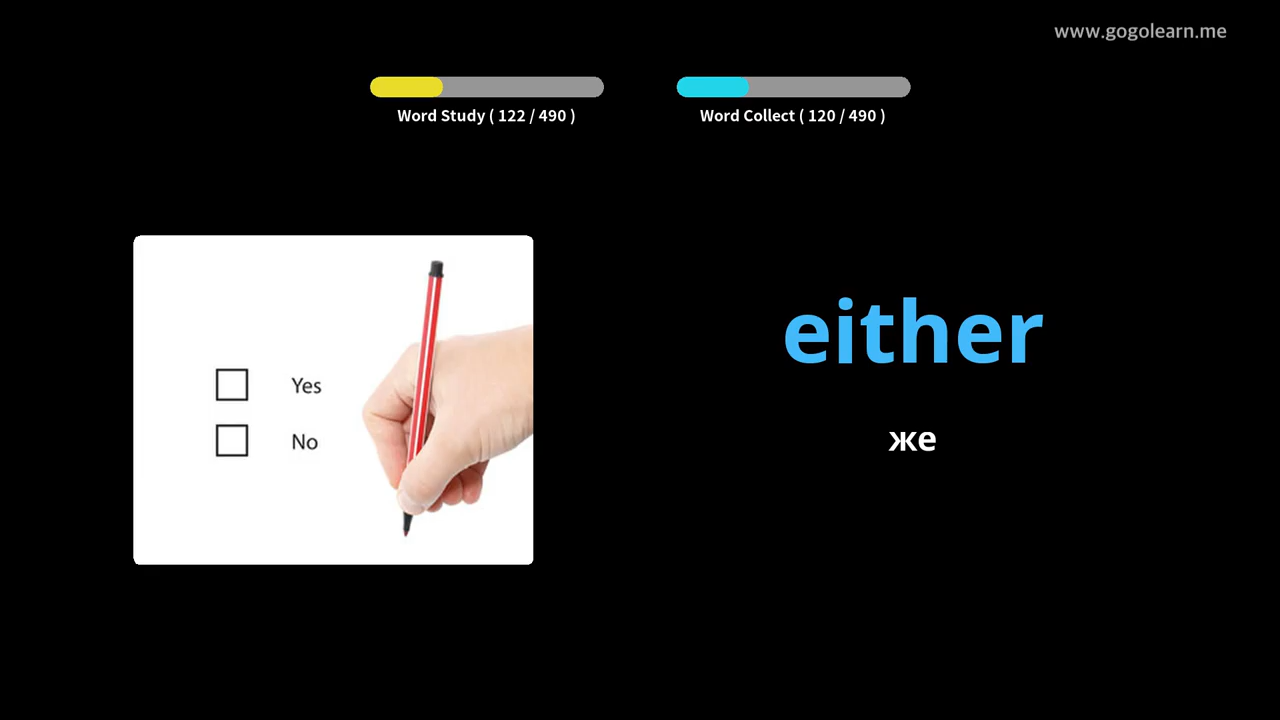 www.gogolearn.me
Word Study ( 122 / 490 )
Word Collect ( 120 / 490 )
Yes
No
either
же